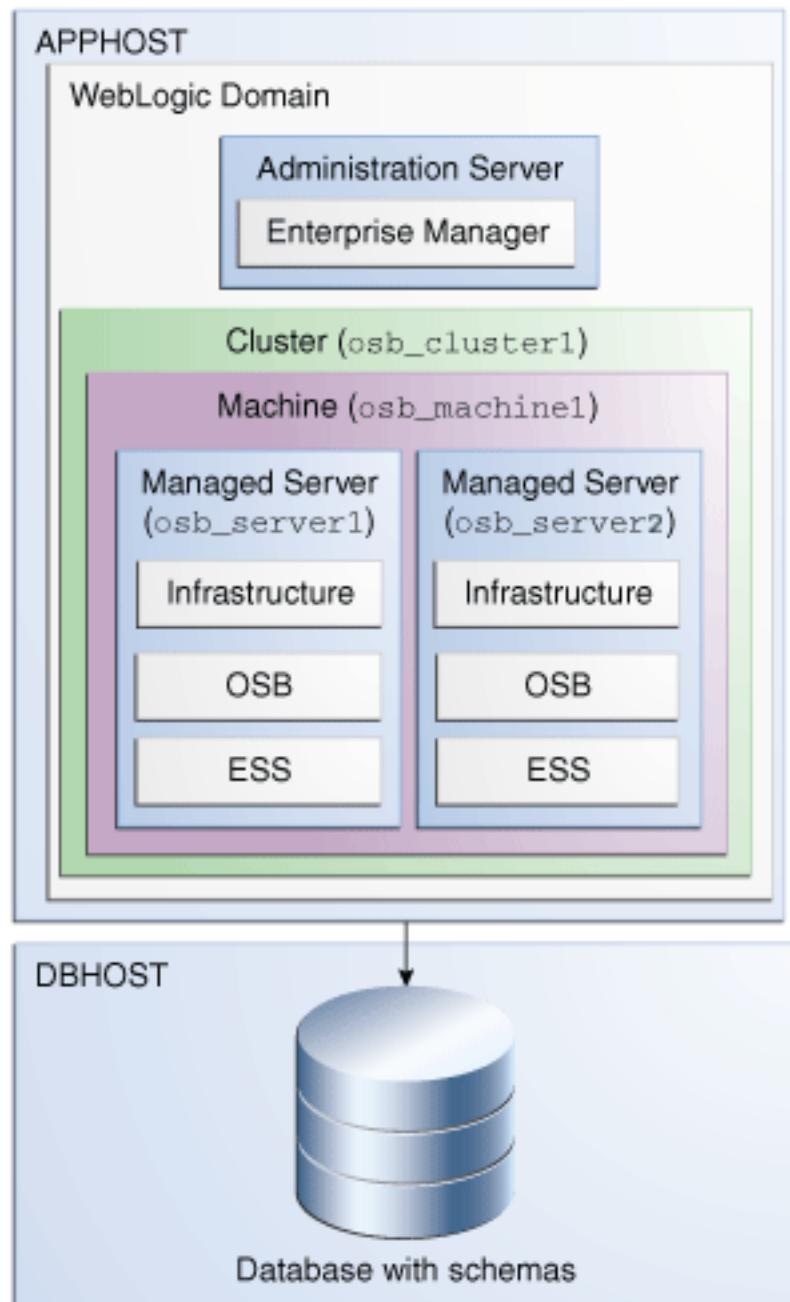 APPHOST
WebLogic Domain
Administration Server
Enterprise Manager
Cluster (osb_cluster1)
Machine (osb_machine1)
Managed Server
(osb_server1)
Infrastructure
OSB
ESS
Managed Server
(osb_server2)
Infrastructure
OSB
ESS
DBHOST
Database with schemas